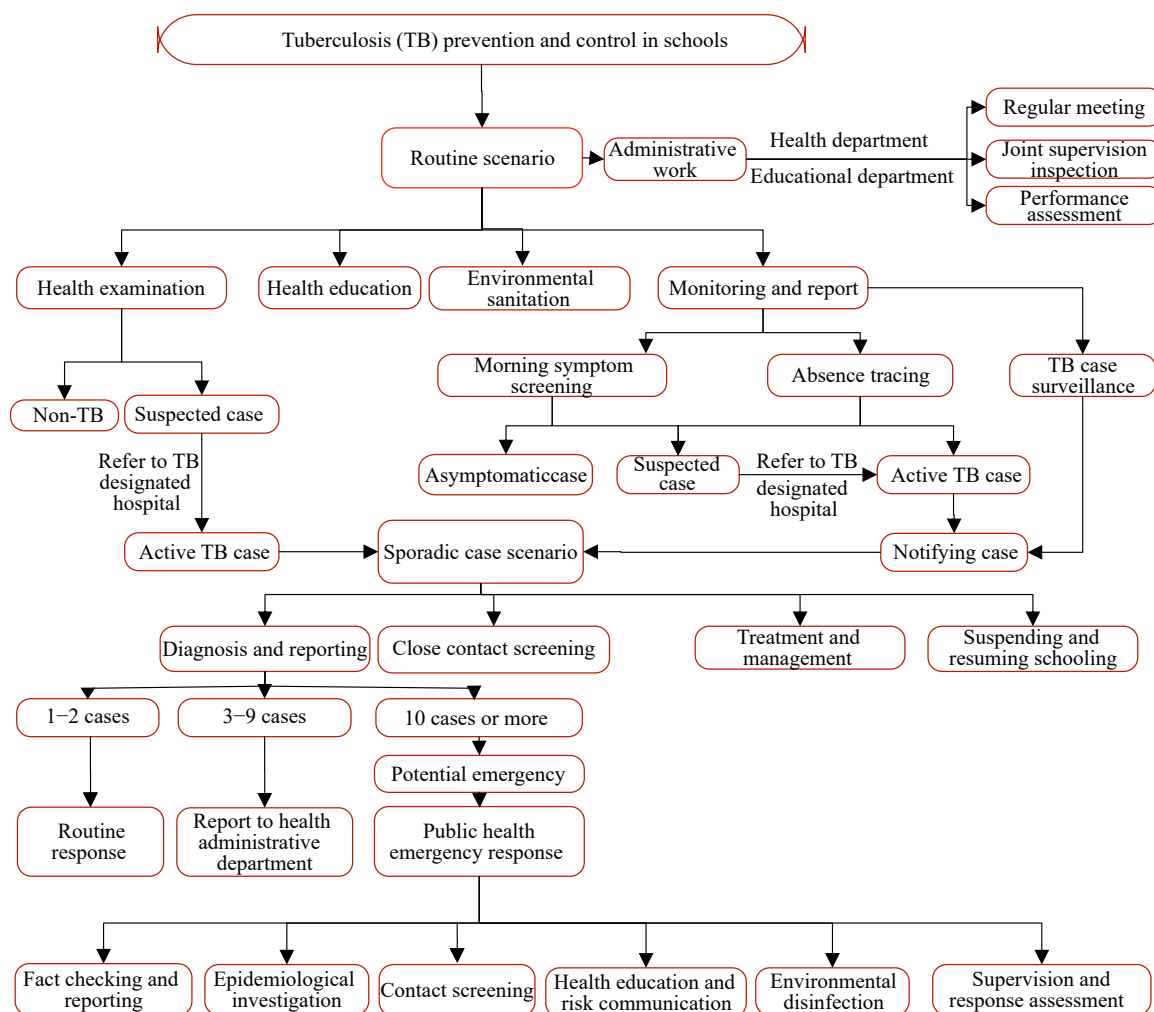 Tuberculosis (TB) prevention and control in schools
Routine scenario
Administrative
work
Health department
Educational department
Regular meeting
Joint supervision
inspection
Performance
assessment
Health examination
Health education
Environmental
sanitation
Monitoring and report
Non-TB
Suspected case
Morning symptom
screening
Absence tracing
TB case
surveillance
Refer to TB
designated
hospital
Asymptomaticcase
Suspected
case
Refer to TB
designated
hospital
Active TB case
Active TB case
Sporadic case scenario
Notifying case
Diagnosis and reporting
Close contact screening
Treatment and
management
Suspending and
resuming schooling
1−2 cases
3−9 cases
10 cases or more
Potential emergency
Routine
response
Report to health
administrative
department
Public health
emergency response
Fact checking and
reporting
Epidemiological
investigation
Contact screening
Health education and
risk communication
Environmental
disinfection
Supervision and
response assessment